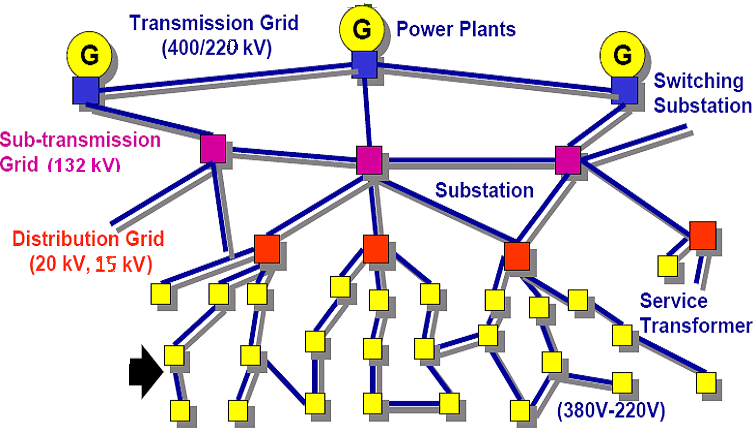 Transmission Grid
(400/220 kV)
G
G
G
Power Plants
Switching
Substation
Sub-transmission
Grid (132 kV)
Substation
Distribution Grid
(20 kV, 15 kV)
Service
Transformer
(380V-220V)